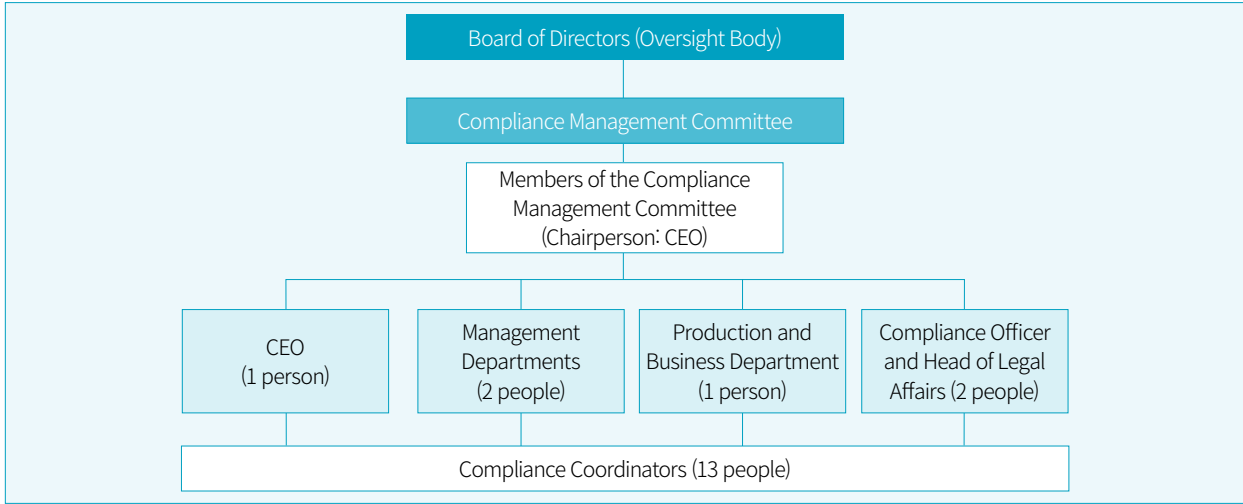 Board of Directors (Oversight Body)
Compliance Management Committee
Members of the Compliance
Management Committee
(Chairperson: CEO)
CEO
(1 person)
Management
Departments
(2 people)
Production and
Business Department
(1 person)
Compliance Officer
and Head of Legal
Affairs (2 people)
Compliance Coordinators (13 people)